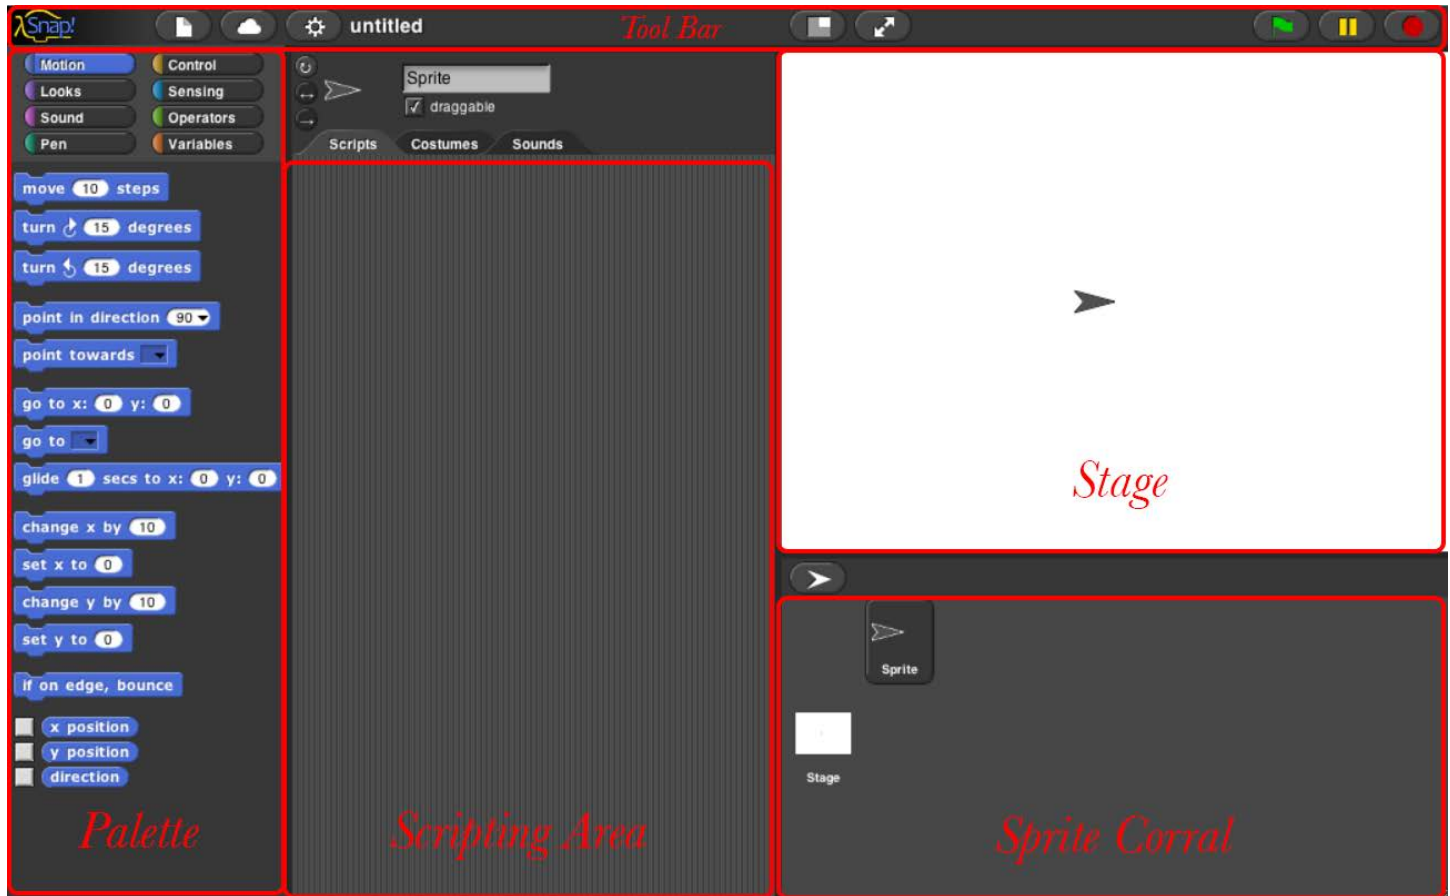 λSnap!
untitled
Tool Bar
Motion
Control
Looks
Sensing
Sound
Operators
Pen
Variables
move 10 steps
turn 15 degrees
turn 15 degrees
point in direction 90
point towards
go to x: 0 y: 0
go to
glide 1 secs to x: 0 y: 0
change x by 10
set x to 0
change y by 10
set y to 0
if on edge, bounce
x position
y position
direction
Palette
Sprite
draggable
Scripts Costumes Sounds
Scripting Area
Stage
Sprite
Stage
Sprite Corral